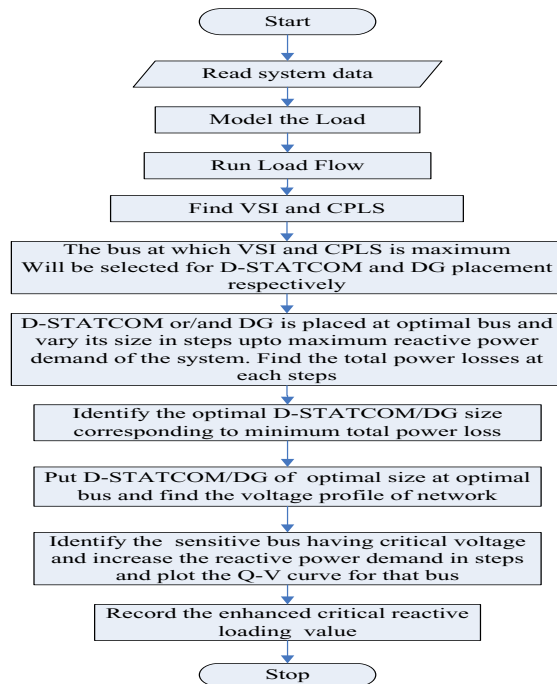 Start
Read system data
Model the Load
Run Load Flow
Find VSI and CPLS
The bus at which VSI and CPLS is maximum
Will be selected for D-STATCOM and DG placement
respectively
D-STATCOM or/and DG is placed at optimal bus and
vary its size in steps upto maximum reactive power
demand of the system. Find the total power losses at
each steps
Identify the optimal D-STATCOM/DG size
corresponding to minimum total power loss
Put D-STATCOM/DG of optimal size at optimal
bus and find the voltage profile of network
Identify the sensitive bus having critical voltage
and increase the reactive power demand in steps
and plot the Q-V curve for that bus
Record the enhanced critical reactive
loading value
Stop